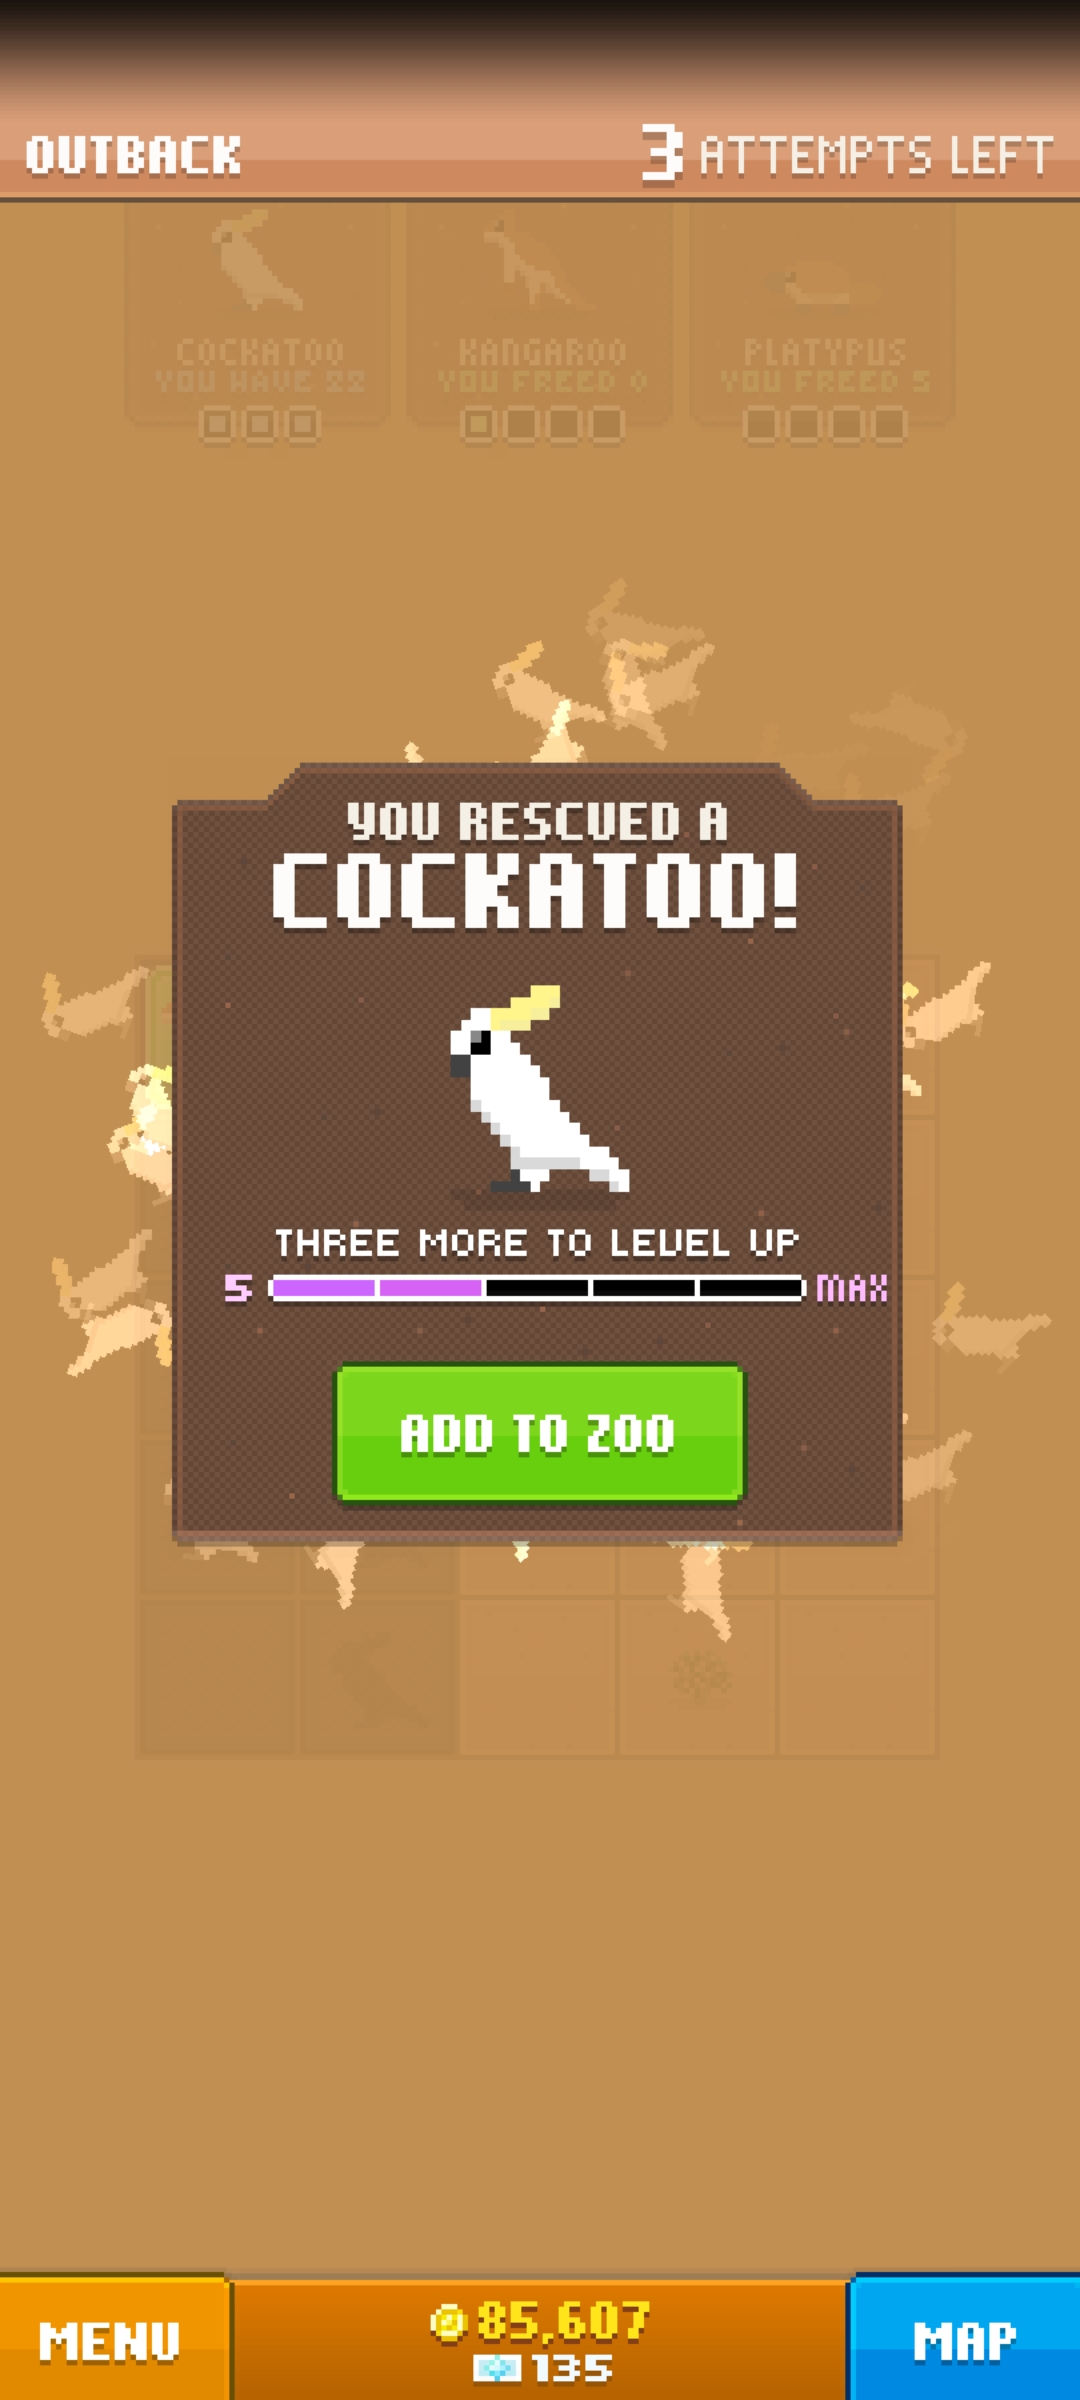 OUTBACK
3 ATTEMPTS LEFT
COCKATOO
KANGAROO
PLATYPUS
YOU HAVE 22
YOU FREED 0
YOU FREED 5
YOU RESCUED A
COCKATOO!
THREE MORE TO LEVEL UP
5 MAX
ADD TO ZOO
MENU
85,607
135
MAP